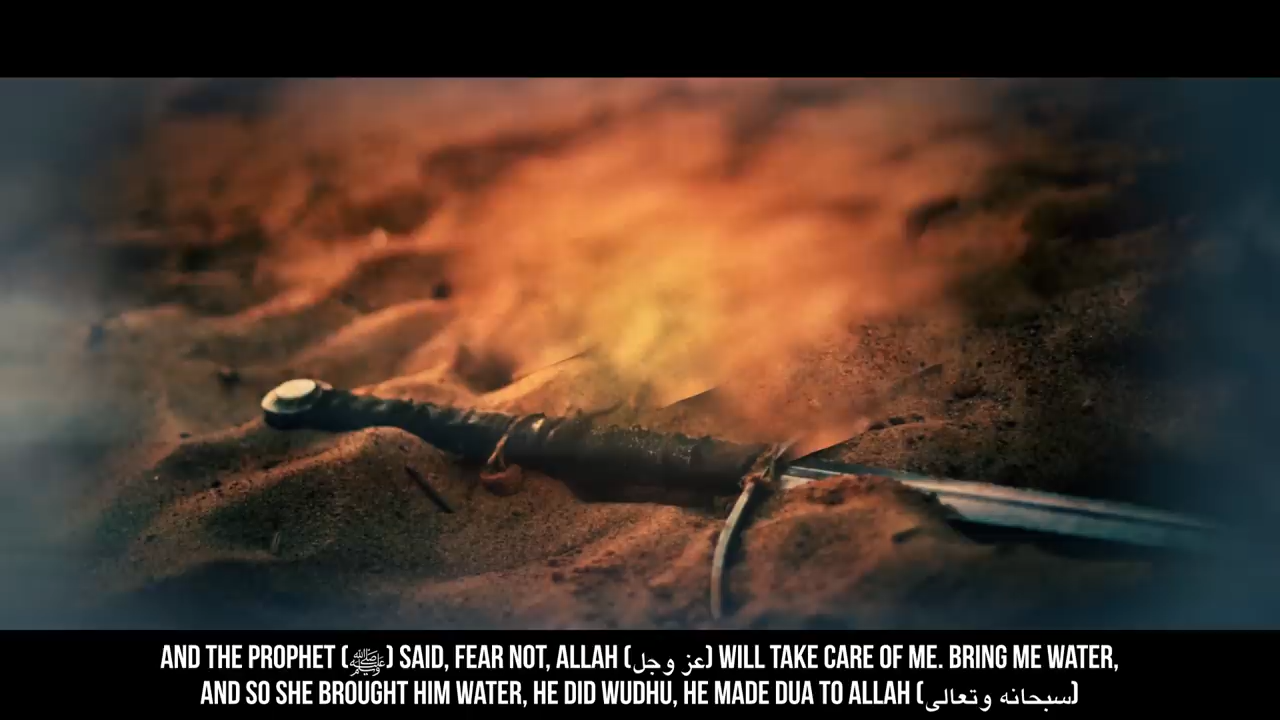 AND THE PROPHET (ﷺ) SAID, FEAR NOT, ALLAH (عز وجل) WILL TAKE CARE OF ME. BRING ME WATER,
AND SO SHE BROUGHT HIM WATER, HE DID WUDHU, HE MADE DUA TO ALLAH (سبحانه وتعالى)